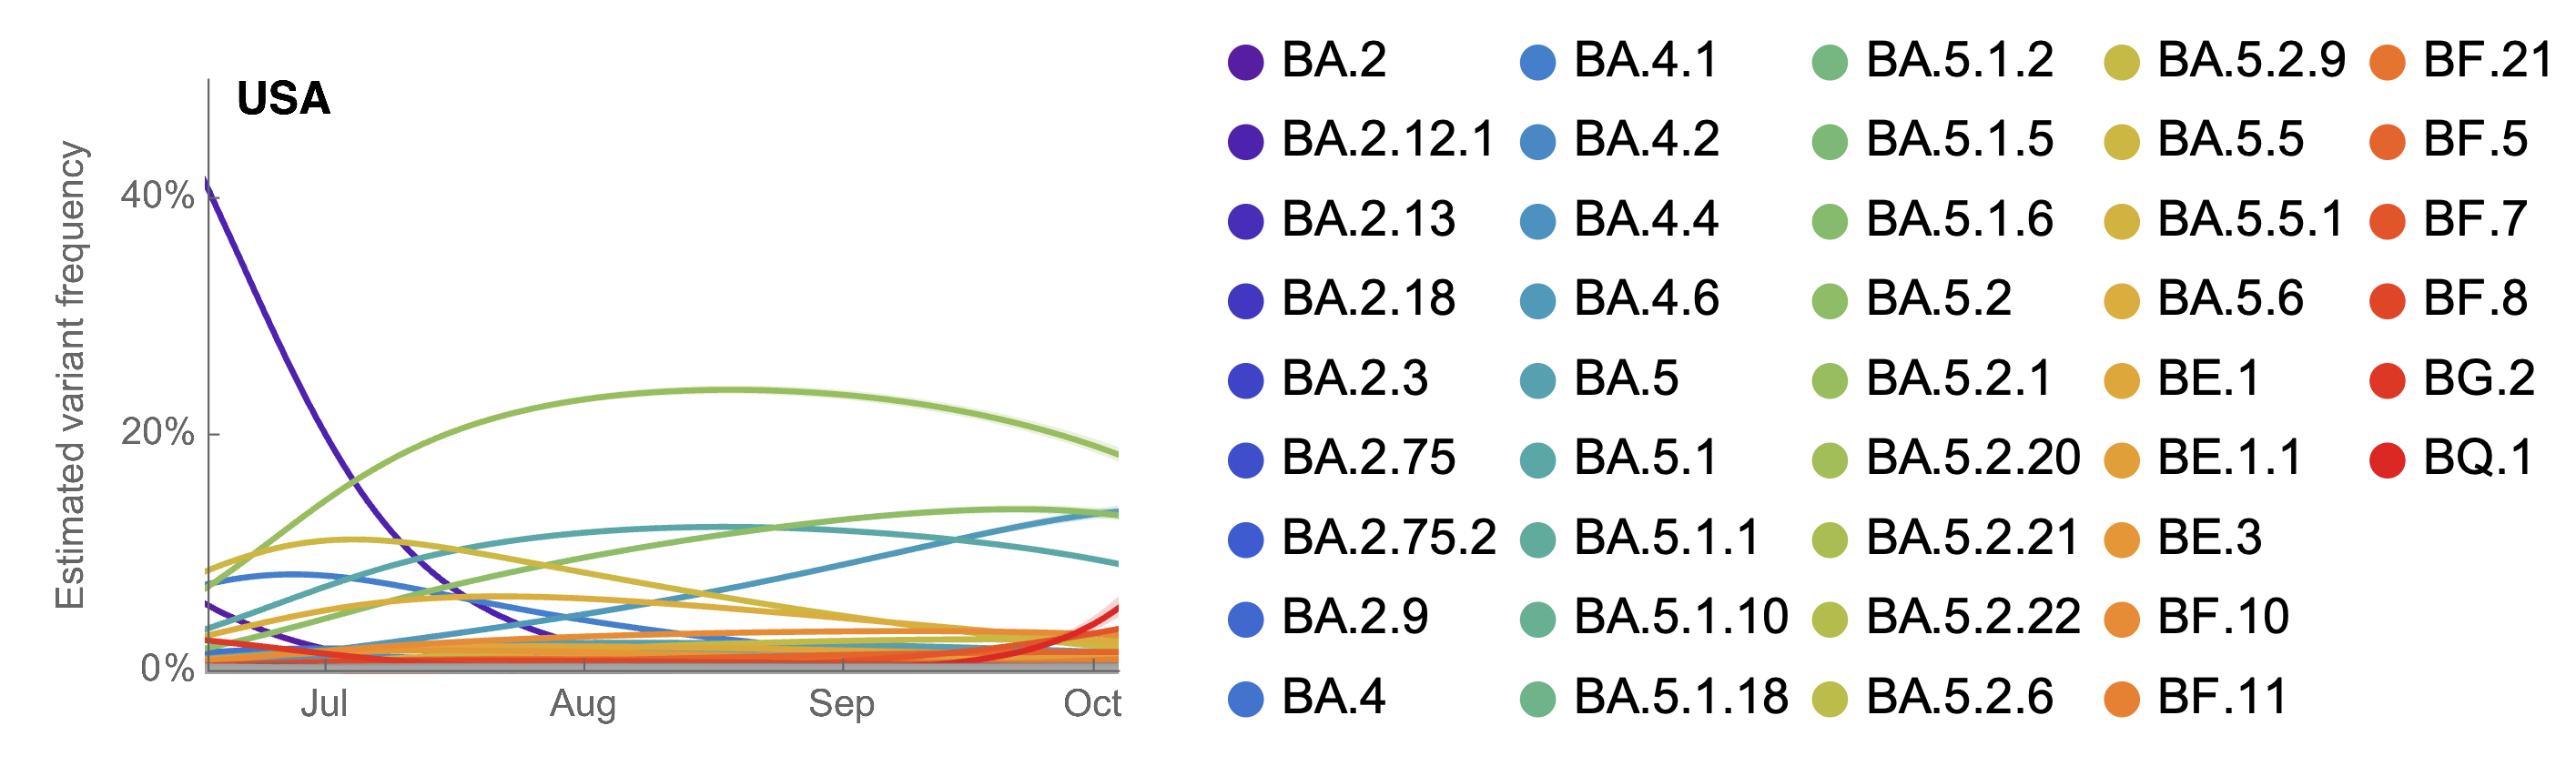 USA
Estimated variant frequency
40%
20%
0%
Jul Aug Sep Oct
BA.2
BA.2.12.1
BA.2.13
BA.2.18
BA.2.3
BA.2.75
BA.2.75.2
BA.2.9
BA.4
BA.4.1
BA.4.2
BA.4.4
BA.4.6
BA.5
BA.5.1
BA.5.1.1
BA.5.1.10
BA.5.1.18
BA.5.1.2
BA.5.1.5
BA.5.1.6
BA.5.2
BA.5.2.1
BA.5.2.20
BA.5.2.21
BA.5.2.22
BA.5.2.6
BA.5.2.9
BA.5.5
BA.5.5.1
BA.5.6
BE.1
BE.1.1
BE.3
BF.10
BF.11
BF.21
BF.5
BF.7
BF.8
BG.2
BQ.1